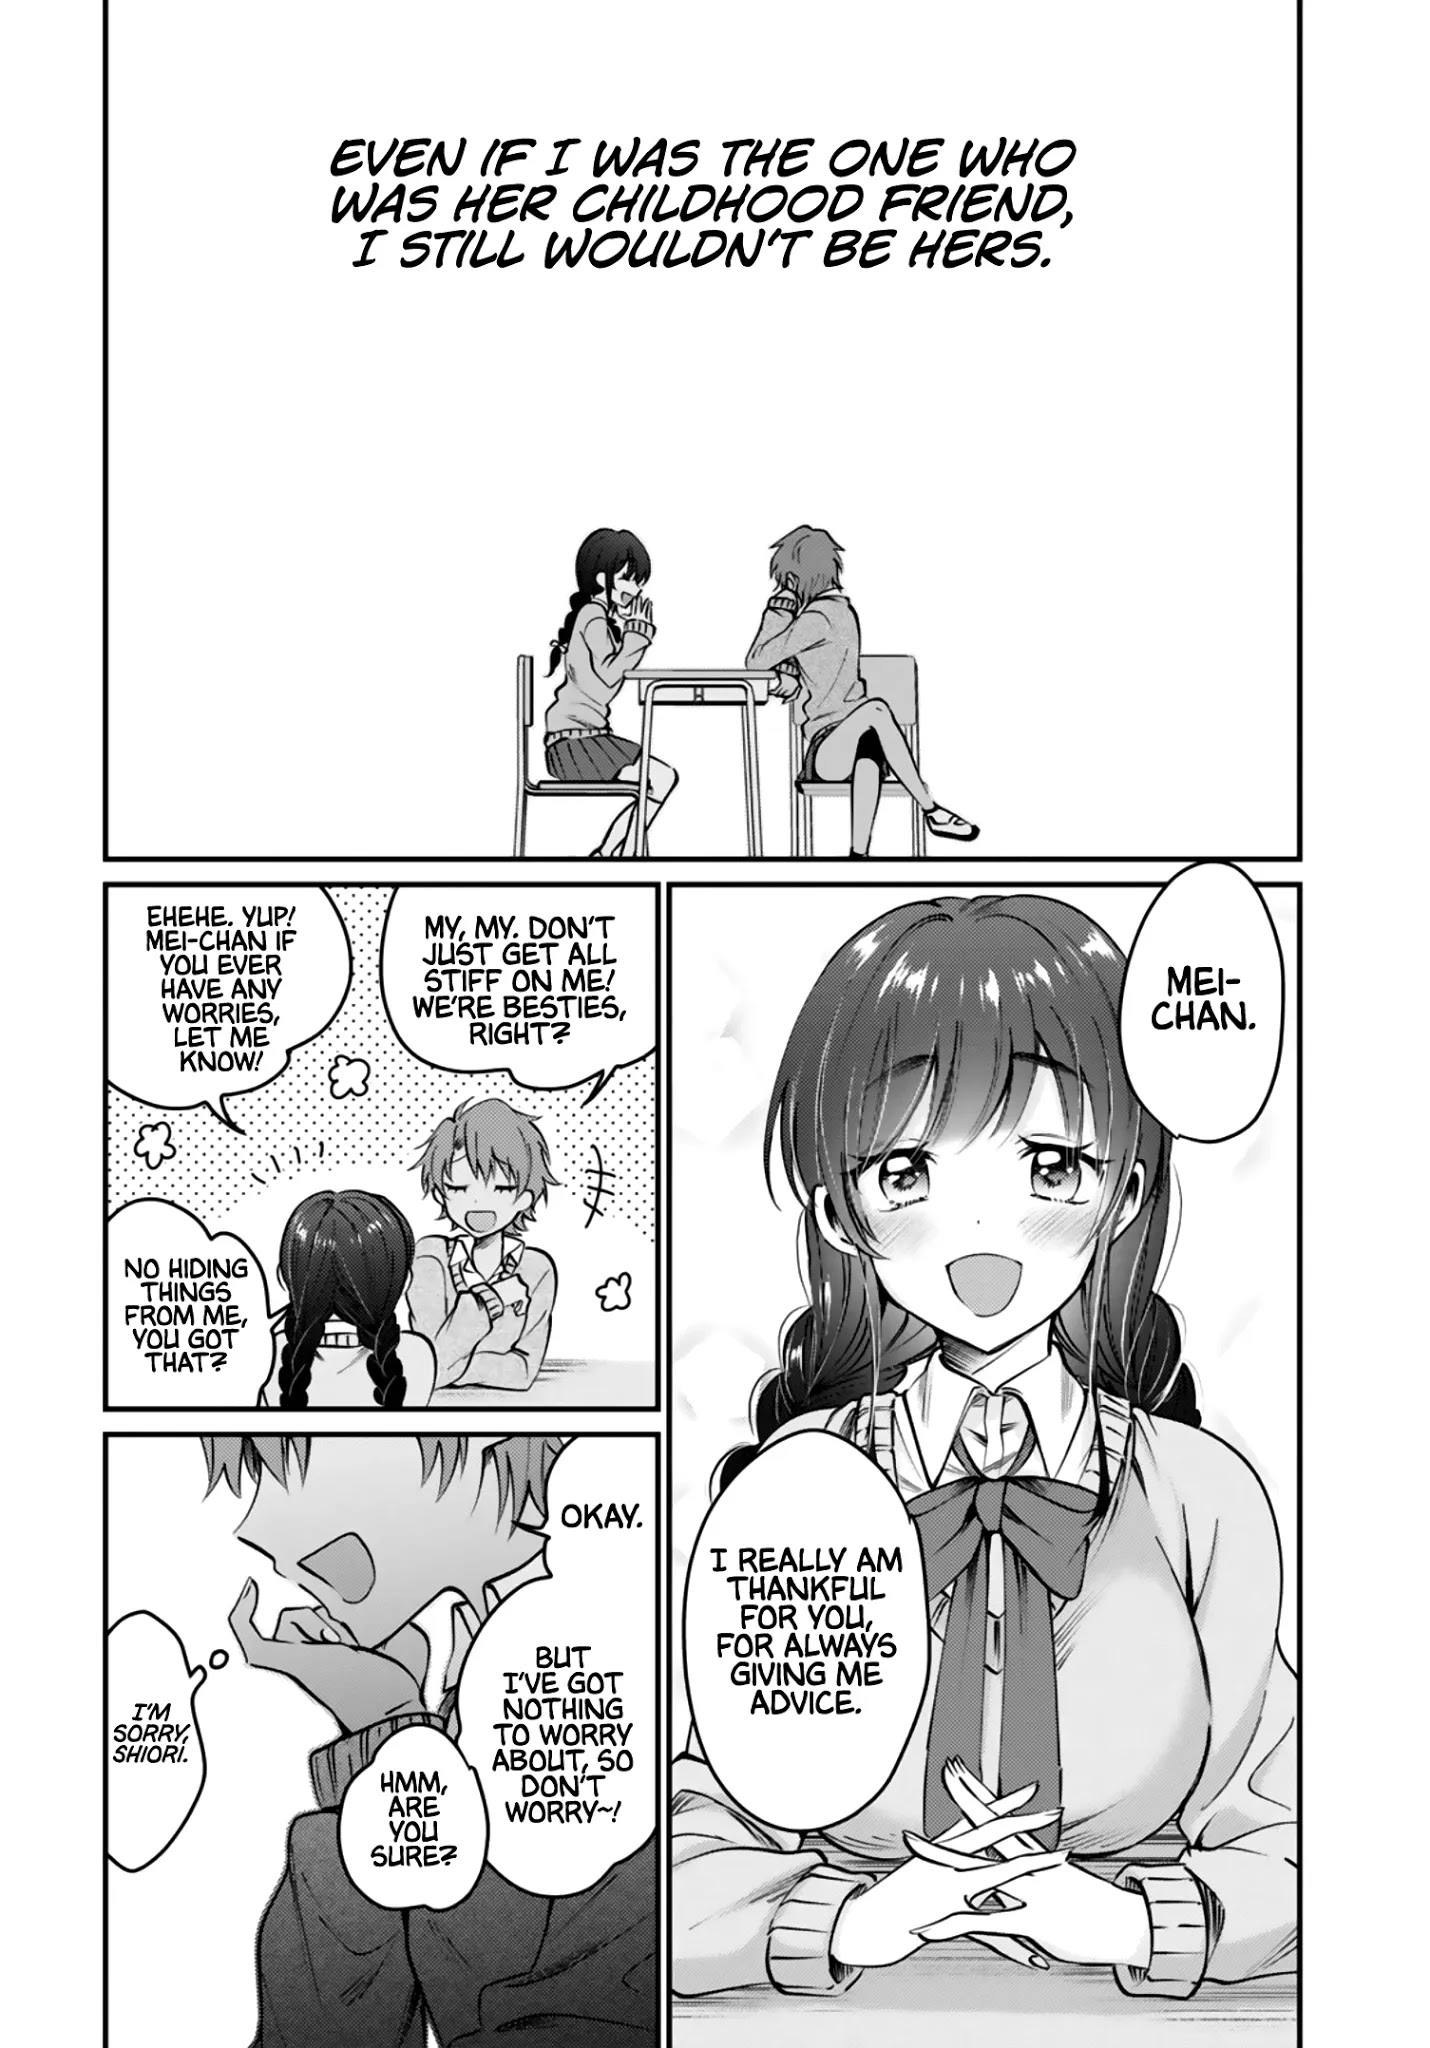 EVEN IF I WAS THE ONE WHO
WAS HER CHILDHOOD FRIEND,
I STILL WOULDN'T BE HERS.
MEI-
CHAN.
I REALLY AM
THANKFUL
FOR YOU,
FOR ALWAYS
GIVING ME
ADVICE.
MY, MY. DON'T
JUST GET ALL
STIFF ON ME!
WE'RE BESTIES,
RIGHT?
EHEHE. YUP!
MEI-CHAN IF
YOU EVER
HAVE ANY
WORRIES,
LET ME
KNOW!
NO HIDING
THINGS
FROM ME,
YOU GOT
THAT?
OKAY.
BUT
I'VE GOT
NOTHING
TO WORRY
ABOUT, SO
DON'T
WORRY~!
HMM,
ARE
YOU
SURE?
I'M
SORRY,
SHIORI.